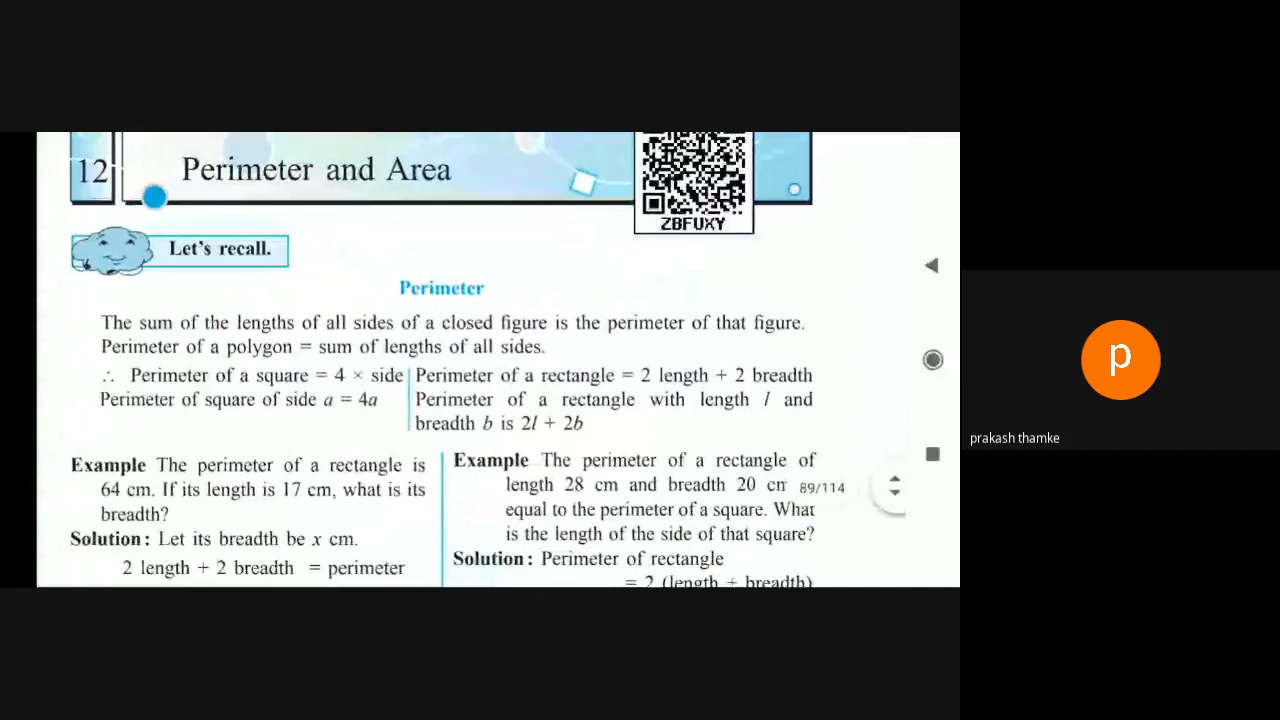 12 Perimeter and Area
ZBFUXY
Let's recall.
Perimeter
The sum of the lengths of all sides of a closed figure is the perimeter of that figure.
Perimeter of a polygon = sum of lengths of all sides.
∴ Perimeter of a square = 4 × side
Perimeter of square of side a = 4a
Perimeter of a rectangle = 2 length + 2 breadth
Perimeter of a rectangle with length l and
breadth b is 2l + 2b
Example The perimeter of a rectangle is
64 cm. If its length is 17 cm, what is its
breadth?
Solution : Let its breadth be x cm.
2 length + 2 breadth = perimeter
Example The perimeter of a rectangle of
length 28 cm and breadth 20 cm
equal to the perimeter of a square. What
is the length of the side of that square?
Solution : Perimeter of rectangle
= 2 (length + breadth)
89/114
p
prakash thamke